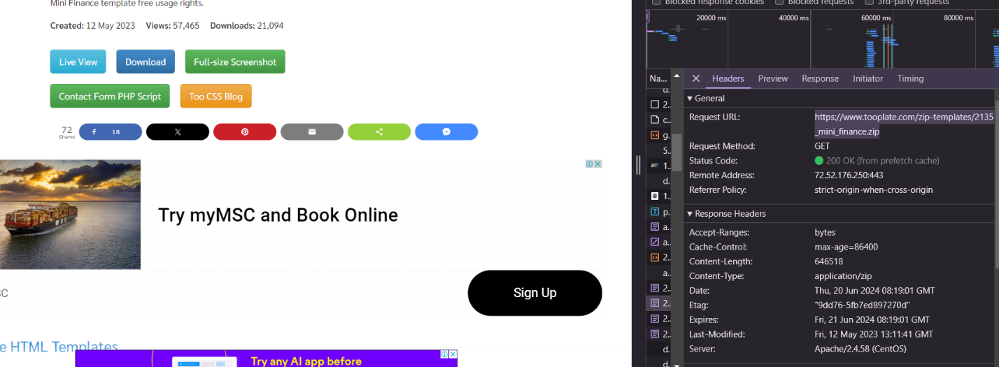 Mini Finance template free usage rights.
Created: 12 May 2023 Views: 57,465 Downloads: 21,094
Live View Download Full-size Screenshot
Contact Form PHP Script Too CSS Blog
72
Shares
18
Try myMSC and Book Online
SC
Sign Up
e HTML Templates
Try any AI app before
Blocked response cookies Blocked requests 3rd-party requests
20000 ms 40000 ms 60000 ms 80000 ms
Na... Headers Preview Response Initiator Timing
d.
2..
c..
g.
5..
1..
d.
1..
p.
a..
a..
2..
a..
2..
2..
2..
2..
d.
d.
General
Request URL: https://www.tooplate.com/zip-templates/2135
_mini_finance.zip
Request Method: GET
Status Code: 200 OK (from prefetch cache)
Remote Address: 72.52.176.250:443
Referrer Policy: strict-origin-when-cross-origin
Response Headers
Accept-Ranges: bytes
Cache-Control: max-age=86400
Content-Length: 646518
Content-Type: application/zip
Date: Thu, 20 Jun 2024 08:19:01 GMT
Etag: "9dd76-5fb7ed897270d"
Expires: Fri, 21 Jun 2024 08:19:01 GMT
Last-Modified: Fri, 12 May 2023 13:11:41 GMT
Server: Apache/2.4.58 (CentOS)